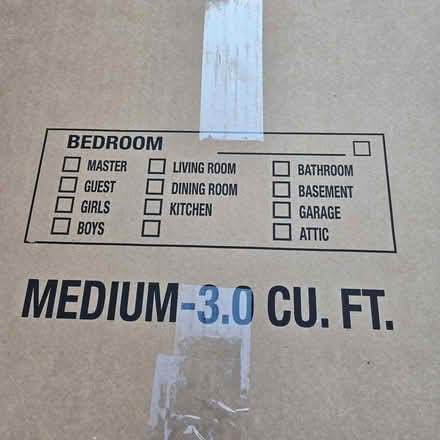 BEDROOM
MASTER LIVING ROOM BATHROOM
GUEST DINING ROOM BASEMENT
GIRLS KITCHEN GARAGE
BOYS ATTIC
MEDIUM-3.0 CU. FT.